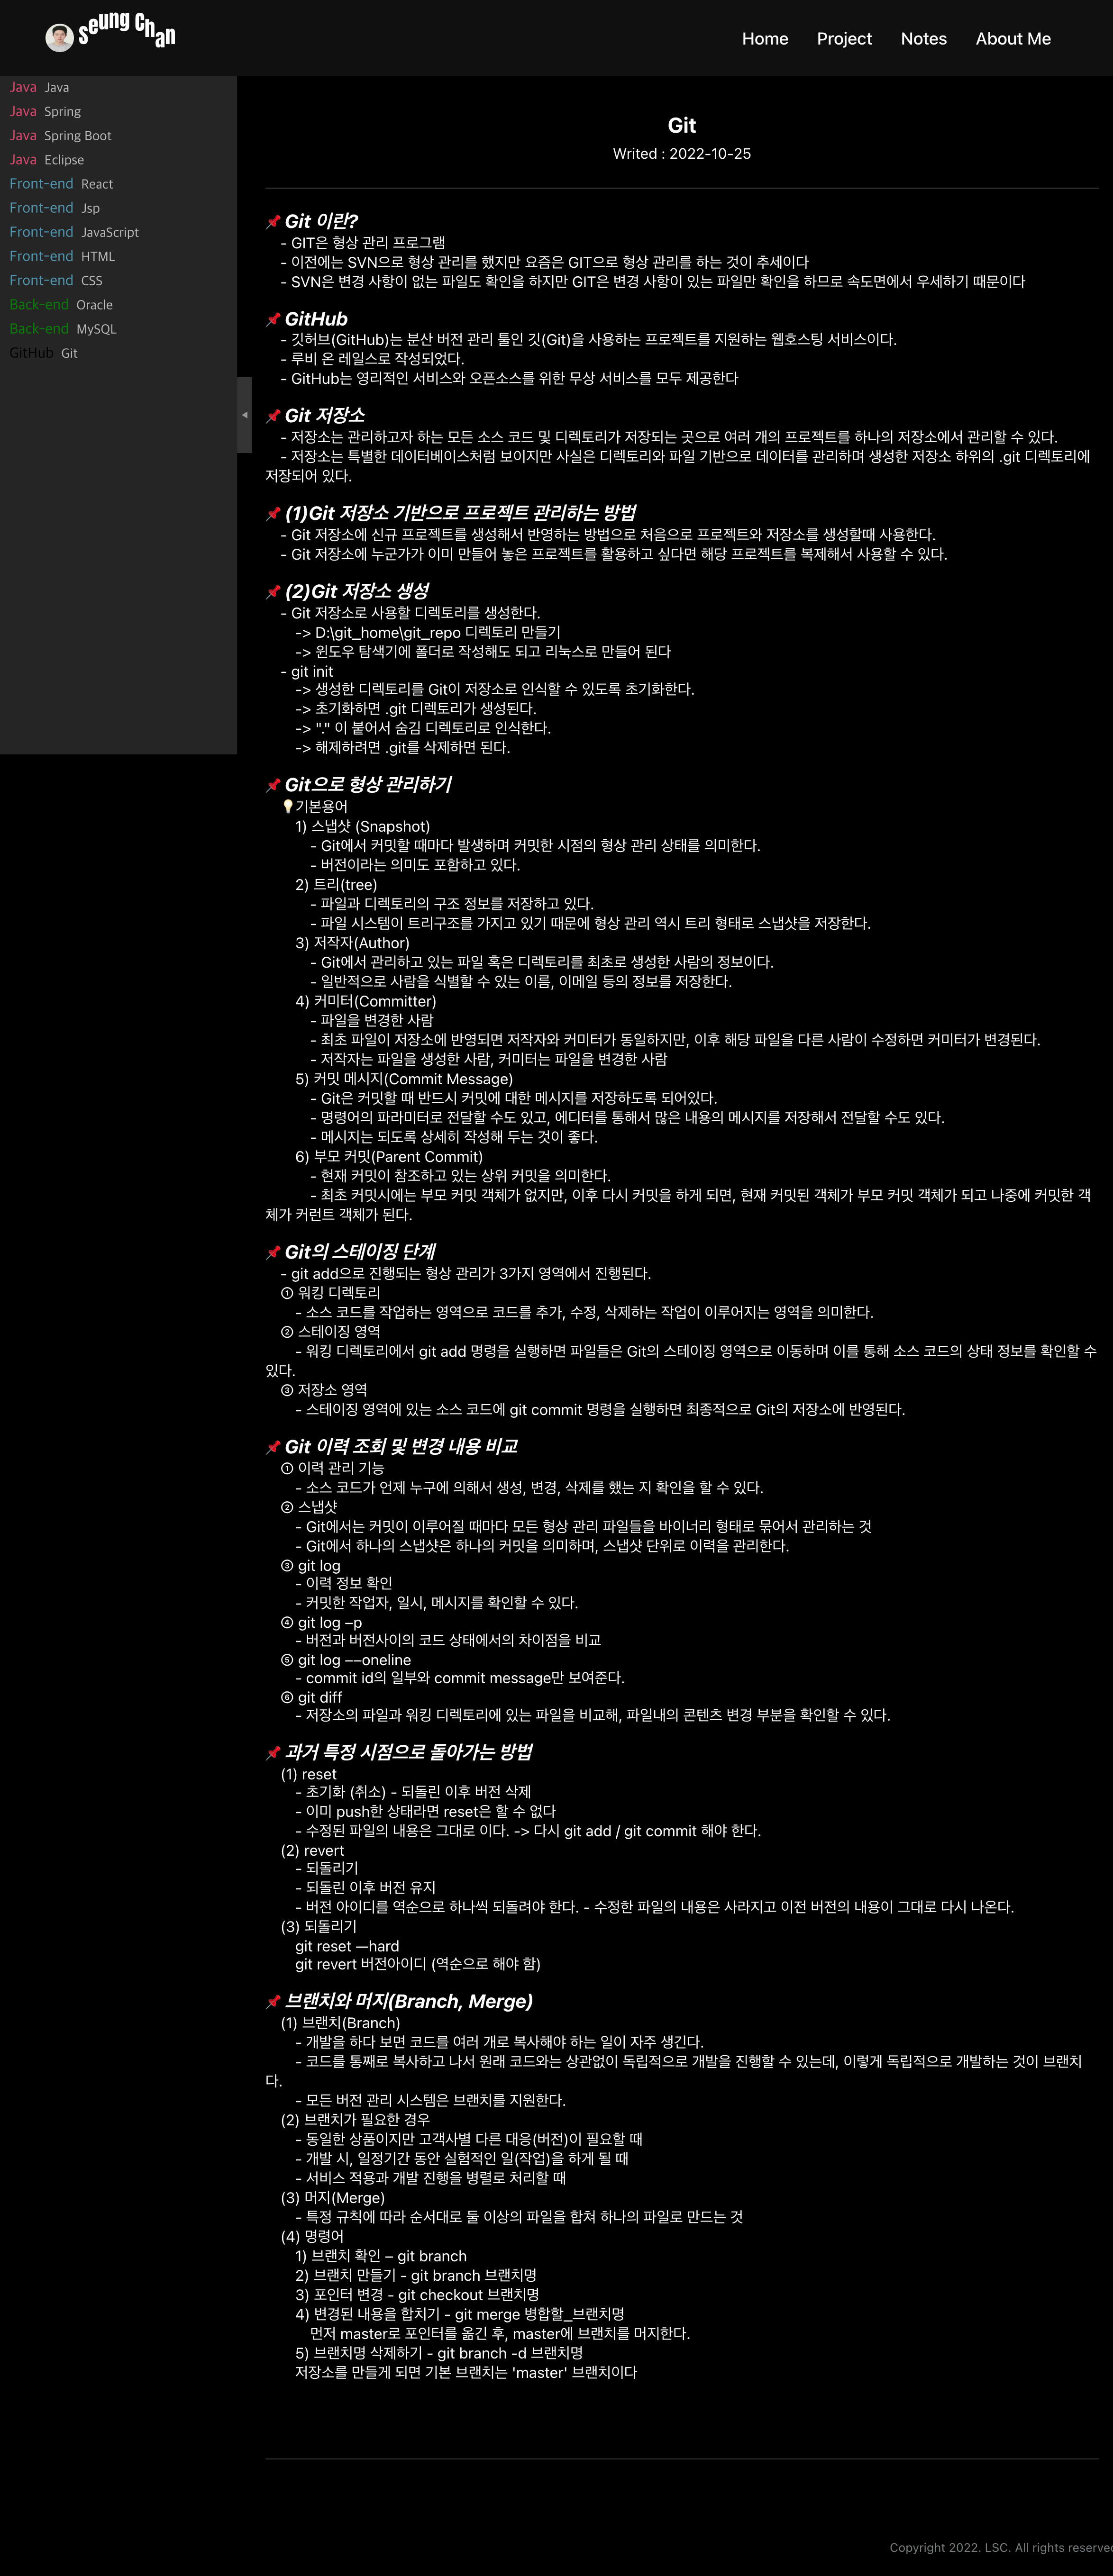 Seung Chan
Home Project Notes About Me
Java Java
Java Spring
Java Spring Boot
Java Eclipse
Front-end React
Front-end Jsp
Front-end JavaScript
Front-end HTML
Front-end CSS
Back-end Oracle
Back-end MySQL
GitHub Git
Git
Writed : 2022-10-25
📌 Git 이란?
- GIT은 형상 관리 프로그램
- 이전에는 SVN으로 형상 관리를 했지만 요즘은 GIT으로 형상 관리를 하는 것이 추세이다
- SVN은 변경 사항이 없는 파일도 확인을 하지만 GIT은 변경 사항이 있는 파일만 확인을 하므로 속도면에서 우세하기 때문이다
📌 GitHub
- 깃허브(GitHub)는 분산 버전 관리 툴인 깃(Git)을 사용하는 프로젝트를 지원하는 웹호스팅 서비스이다.
- 루비 온 레일스로 작성되었다.
- GitHub는 영리적인 서비스와 오픈소스를 위한 무상 서비스를 모두 제공한다
📌 Git 저장소
- 저장소는 관리하고자 하는 모든 소스 코드 및 디렉토리가 저장되는 곳으로 여러 개의 프로젝트를 하나의 저장소에서 관리할 수 있다.
- 저장소는 특별한 데이터베이스처럼 보이지만 사실은 디렉토리와 파일 기반으로 데이터를 관리하며 생성한 저장소 하위의 .git 디렉토리에
저장되어 있다.
📌 (1)Git 저장소 기반으로 프로젝트 관리하는 방법
- Git 저장소에 신규 프로젝트를 생성해서 반영하는 방법으로 처음으로 프로젝트와 저장소를 생성할때 사용한다.
- Git 저장소에 누군가가 이미 만들어 놓은 프로젝트를 활용하고 싶다면 해당 프로젝트를 복제해서 사용할 수 있다.
📌 (2)Git 저장소 생성
- Git 저장소로 사용할 디렉토리를 생성한다.
-> D:\git_home\git_repo 디렉토리 만들기
-> 윈도우 탐색기에 폴더로 작성해도 되고 리눅스로 만들어 된다
- git init
-> 생성한 디렉토리를 Git이 저장소로 인식할 수 있도록 초기화한다.
-> 초기화하면 .git 디렉토리가 생성된다.
-> "." 이 붙어서 숨김 디렉토리로 인식한다.
-> 해제하려면 .git를 삭제하면 된다.
📌 Git으로 형상 관리하기
💡기본용어
1) 스냅샷 (Snapshot)
- Git에서 커밋할 때마다 발생하며 커밋한 시점의 형상 관리 상태를 의미한다.
- 버전이라는 의미도 포함하고 있다.
2) 트리(tree)
- 파일과 디렉토리의 구조 정보를 저장하고 있다.
- 파일 시스템이 트리구조를 가지고 있기 때문에 형상 관리 역시 트리 형태로 스냅샷을 저장한다.
3) 저작자(Author)
- Git에서 관리하고 있는 파일 혹은 디렉토리를 최초로 생성한 사람의 정보이다.
- 일반적으로 사람을 식별할 수 있는 이름, 이메일 등의 정보를 저장한다.
4) 커미터(Committer)
- 파일을 변경한 사람
- 최초 파일이 저장소에 반영되면 저작자와 커미터가 동일하지만, 이후 해당 파일을 다른 사람이 수정하면 커미터가 변경된다.
- 저작자는 파일을 생성한 사람, 커미터는 파일을 변경한 사람
5) 커밋 메시지(Commit Message)
- Git은 커밋할 때 반드시 커밋에 대한 메시지를 저장하도록 되어있다.
- 명령어의 파라미터로 전달할 수도 있고, 에디터를 통해서 많은 내용의 메시지를 저장해서 전달할 수도 있다.
- 메시지는 되도록 상세히 작성해 두는 것이 좋다.
6) 부모 커밋(Parent Commit)
- 현재 커밋이 참조하고 있는 상위 커밋을 의미한다.
- 최초 커밋시에는 부모 커밋 객체가 없지만, 이후 다시 커밋을 하게 되면, 현재 커밋된 객체가 부모 커밋 객체가 되고 나중에 커밋한 객
체가 커런트 객체가 된다.
📌 Git의 스테이징 단계
- git add으로 진행되는 형상 관리가 3가지 영역에서 진행된다.
① 워킹 디렉토리
- 소스 코드를 작업하는 영역으로 코드를 추가, 수정, 삭제하는 작업이 이루어지는 영역을 의미한다.
② 스테이징 영역
- 워킹 디렉토리에서 git add 명령을 실행하면 파일들은 Git의 스테이징 영역으로 이동하며 이를 통해 소스 코드의 상태 정보를 확인할 수
있다.
③ 저장소 영역
- 스테이징 영역에 있는 소스 코드에 git commit 명령을 실행하면 최종적으로 Git의 저장소에 반영된다.
📌 Git 이력 조회 및 변경 내용 비교
① 이력 관리 기능
- 소스 코드가 언제 누구에 의해서 생성, 변경, 삭제를 했는 지 확인을 할 수 있다.
② 스냅샷
- Git에서는 커밋이 이루어질 때마다 모든 형상 관리 파일들을 바이너리 형태로 묶어서 관리하는 것
- Git에서 하나의 스냅샷은 하나의 커밋을 의미하며, 스냅샷 단위로 이력을 관리한다.
③ git log
- 이력 정보 확인
- 커밋한 작업자, 일시, 메시지를 확인할 수 있다.
④ git log –p
- 버전과 버전사이의 코드 상태에서의 차이점을 비교
⑤ git log ––oneline
- commit id의 일부와 commit message만 보여준다.
⑥ git diff
- 저장소의 파일과 워킹 디렉토리에 있는 파일을 비교해, 파일내의 콘텐츠 변경 부분을 확인할 수 있다.
📌 과거 특정 시점으로 돌아가는 방법
(1) reset
- 초기화 (취소) - 되돌린 이후 버전 삭제
- 이미 push한 상태라면 reset은 할 수 없다
- 수정된 파일의 내용은 그대로 이다. -> 다시 git add / git commit 해야 한다.
(2) revert
- 되돌리기
- 되돌린 이후 버전 유지
- 버전 아이디를 역순으로 하나씩 되돌려야 한다. - 수정한 파일의 내용은 사라지고 이전 버전의 내용이 그대로 다시 나온다.
(3) 되돌리기
git reset —hard
git revert 버전아이디 (역순으로 해야 함)
📌 브랜치와 머지(Branch, Merge)
(1) 브랜치(Branch)
- 개발을 하다 보면 코드를 여러 개로 복사해야 하는 일이 자주 생긴다.
- 코드를 통째로 복사하고 나서 원래 코드와는 상관없이 독립적으로 개발을 진행할 수 있는데, 이렇게 독립적으로 개발하는 것이 브랜치
다.
- 모든 버전 관리 시스템은 브랜치를 지원한다.
(2) 브랜치가 필요한 경우
- 동일한 상품이지만 고객사별 다른 대응(버전)이 필요할 때
- 개발 시, 일정기간 동안 실험적인 일(작업)을 하게 될 때
- 서비스 적용과 개발 진행을 병렬로 처리할 때
(3) 머지(Merge)
- 특정 규칙에 따라 순서대로 둘 이상의 파일을 합쳐 하나의 파일로 만드는 것
(4) 명령어
1) 브랜치 확인 – git branch
2) 브랜치 만들기 - git branch 브랜치명
3) 포인터 변경 - git checkout 브랜치명
4) 변경된 내용을 합치기 - git merge 병합할_브랜치명
먼저 master로 포인터를 옮긴 후, master에 브랜치를 머지한다.
5) 브랜치명 삭제하기 - git branch -d 브랜치명
저장소를 만들게 되면 기본 브랜치는 'master' 브랜치이다
Copyright 2022. LSC. All rights reserved